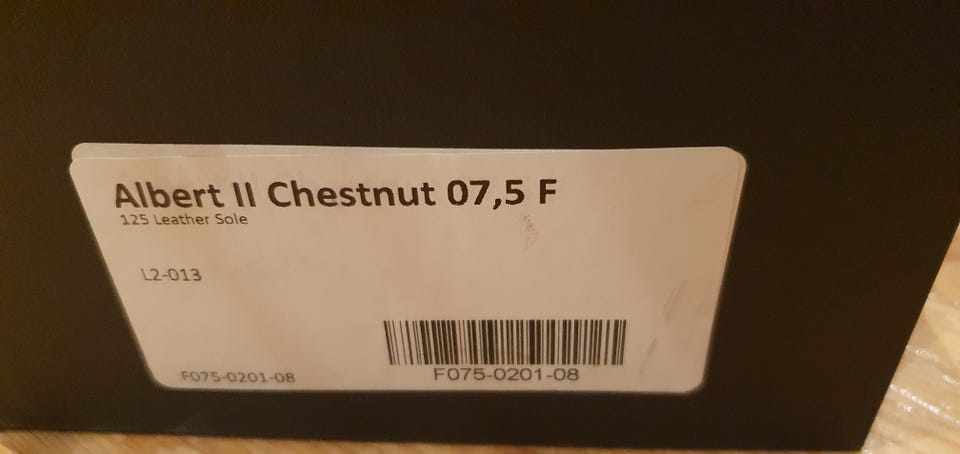 Albert II Chestnut 07,5 F
125 Leather Sole
L2-013
F075-0201-08
F075-0201-08